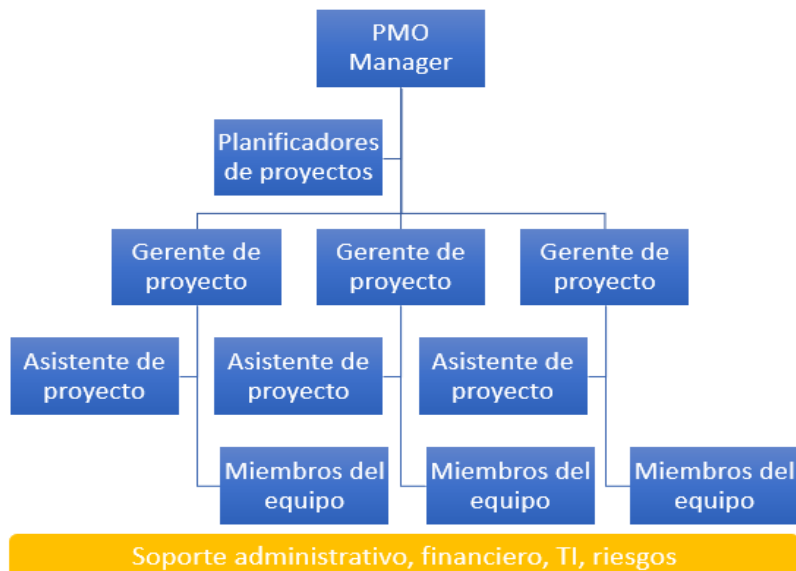 PMO
Manager
Planificadores
de proyectos
Gerente de
proyecto
Gerente de
proyecto
Gerente de
proyecto
Asistente de
proyecto
Asistente de
proyecto
Asistente de
proyecto
Miembros del
equipo
Miembros del
equipo
Miembros del
equipo
Soporte administrativo, financiero, TI, riesgos